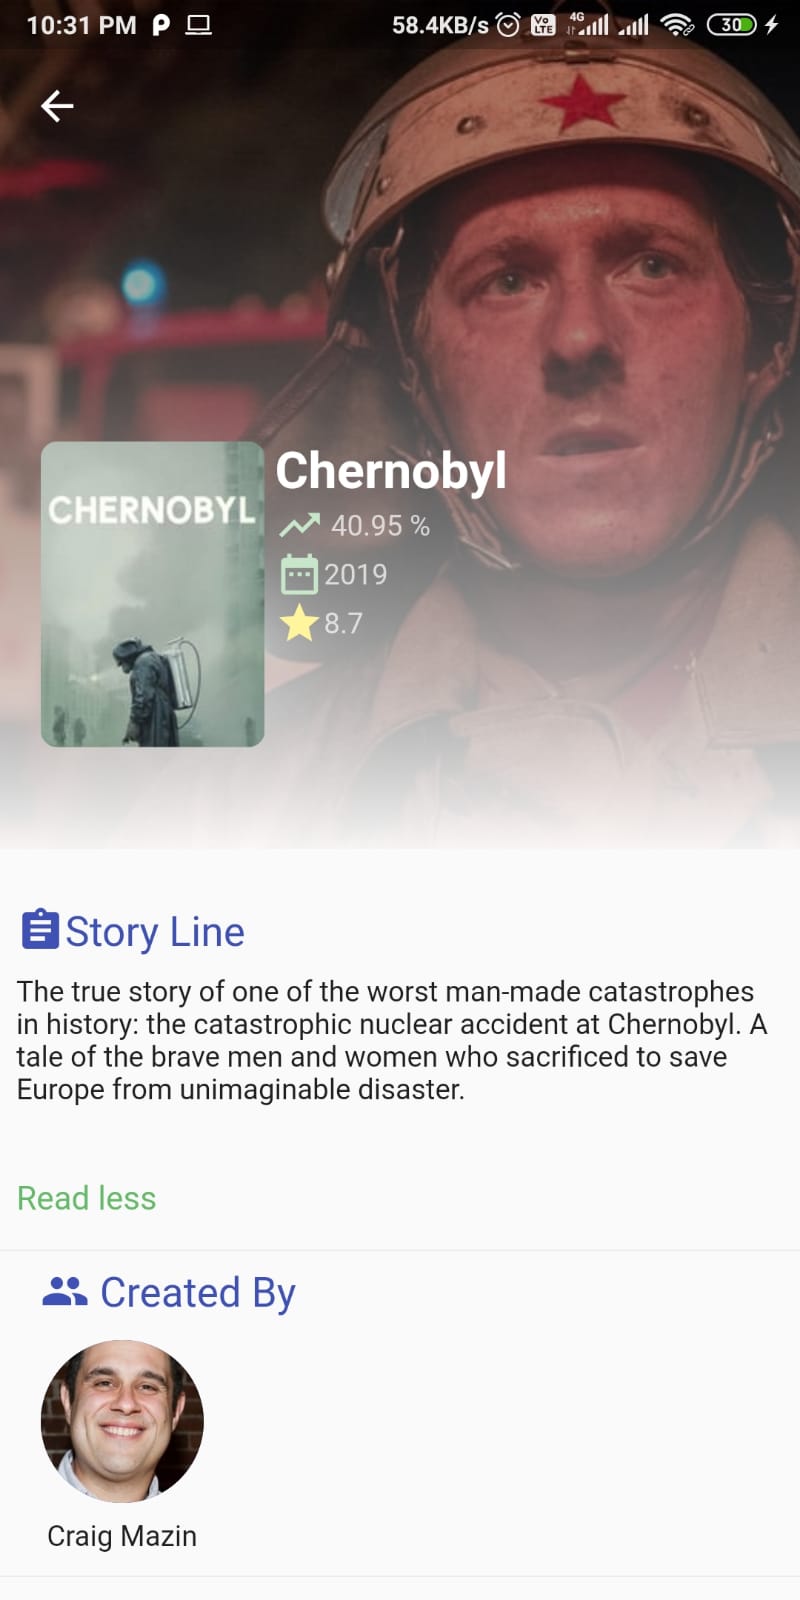 10:31 PM 58.4KB/s Vo LTE 4G 30
CHERNOBYL
Chernobyl
40.95 %
2019
8.7
Story Line
The true story of one of the worst man-made catastrophes
in history: the catastrophic nuclear accident at Chernobyl. A
tale of the brave men and women who sacrificed to save
Europe from unimaginable disaster.
Read less
Created By
Craig Mazin